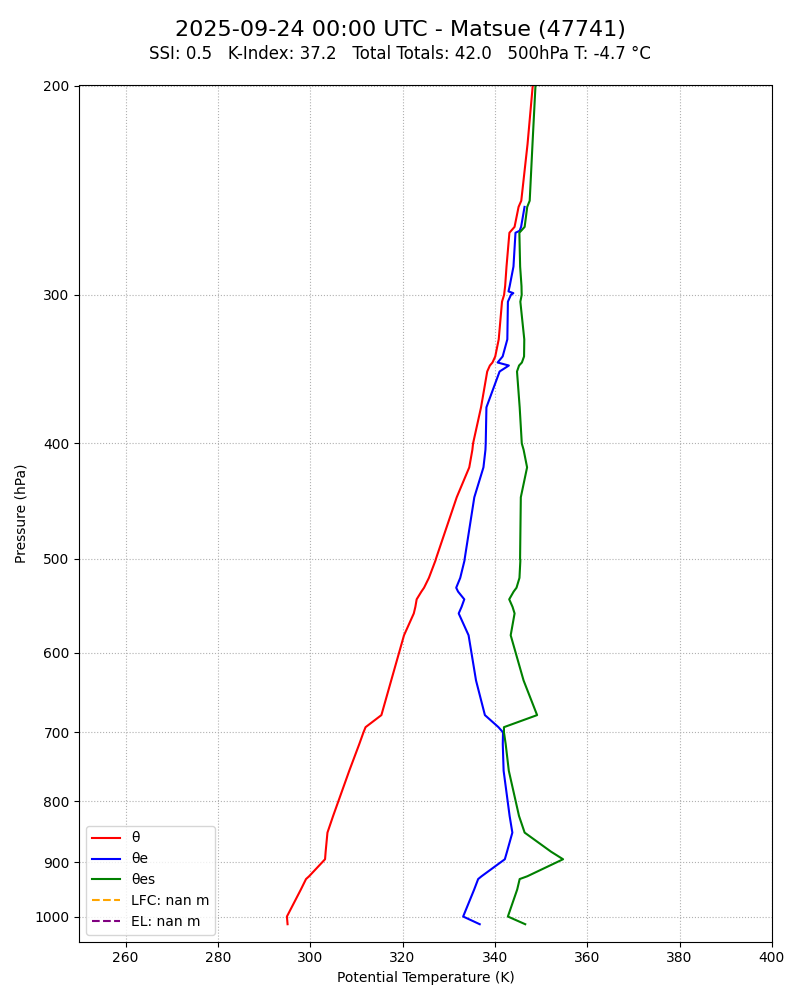 2025-09-24 00:00 UTC - Matsue (47741)
SSI: 0.5   K-Index: 37.2   Total Totals: 42.0   500hPa T: -4.7 °C
200
300
400
500
600
700
800
900
1000
Pressure (hPa)
θ
θe
θes
LFC: nan m
EL: nan m
260
280
300
320
340
360
380
400
Potential Temperature (K)